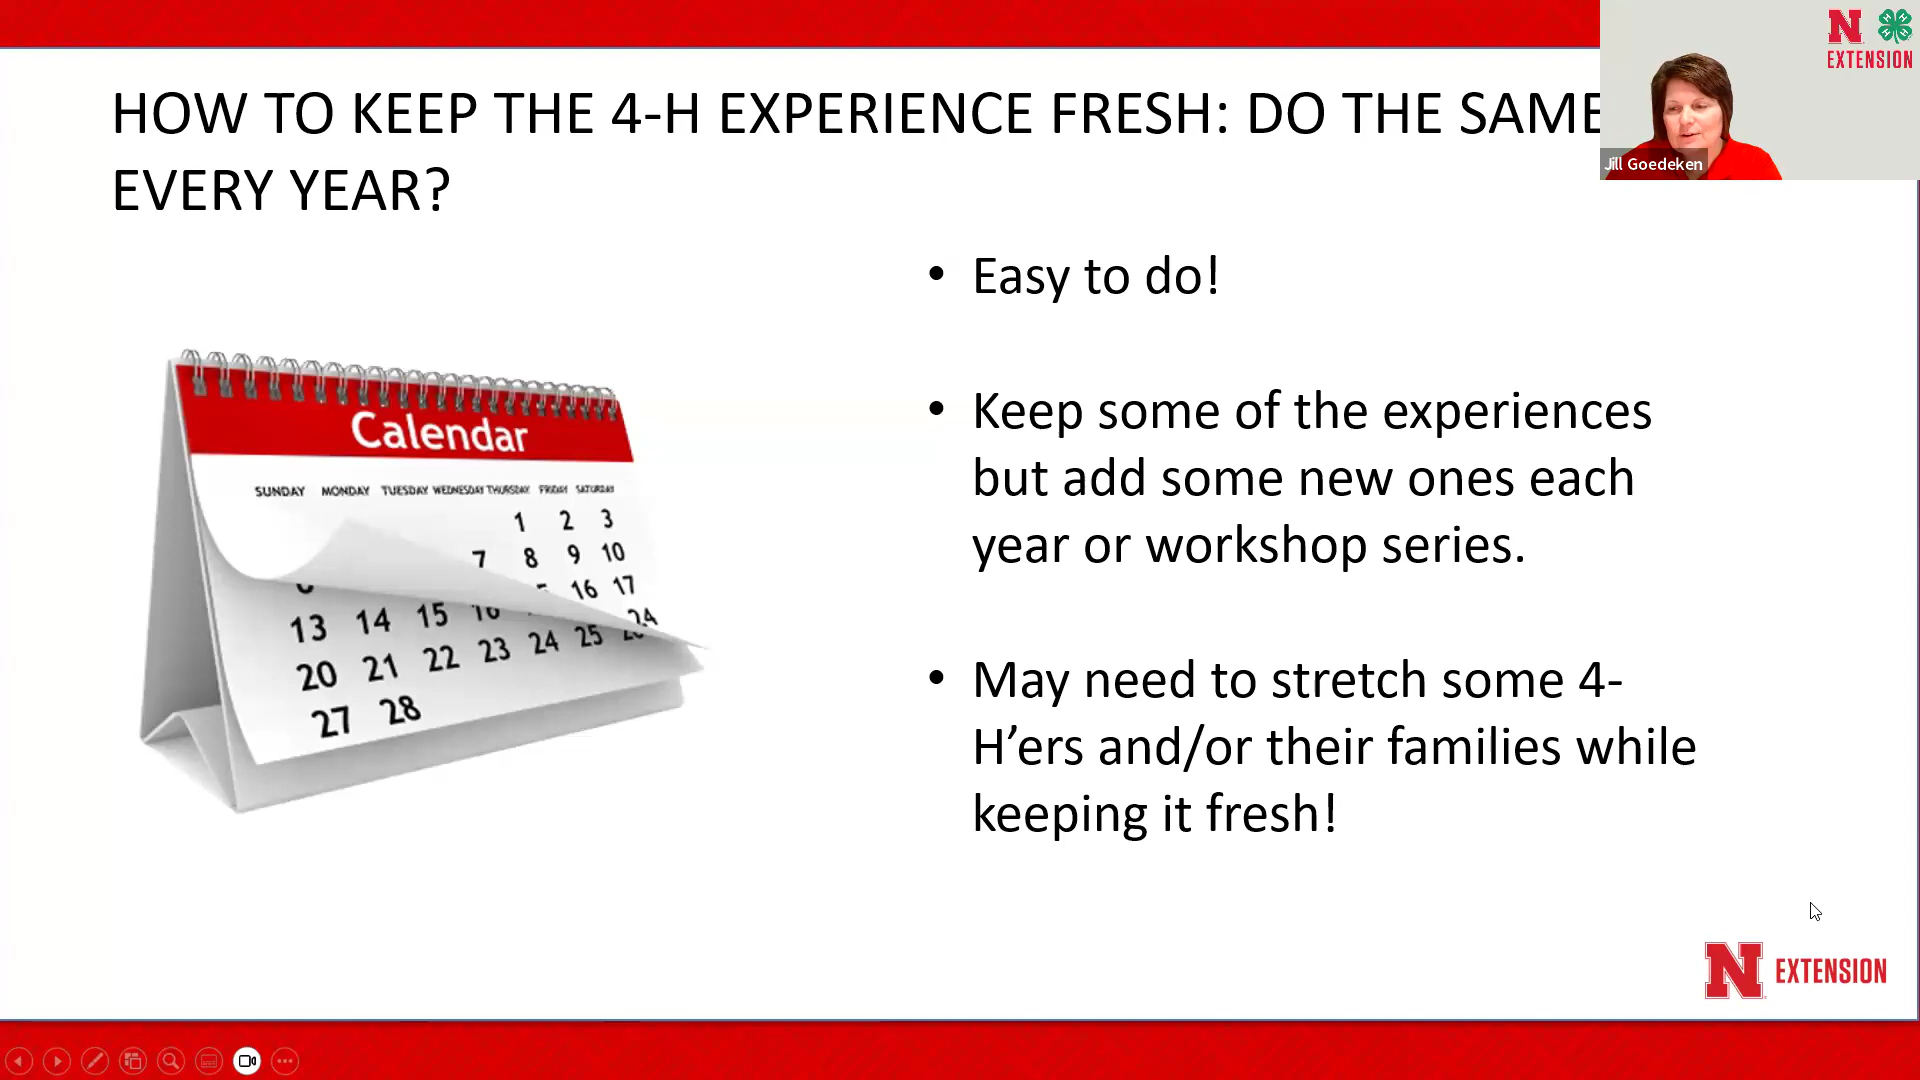 N
EXTENSION
Jill Goedeken
HOW TO KEEP THE 4-H EXPERIENCE FRESH: DO THE SAME
EVERY YEAR?
• Easy to do!
• Keep some of the experiences
but add some new ones each
year or workshop series.
• May need to stretch some 4-
H’ers and/or their families while
keeping it fresh!
Calendar
SUNDAY MONDAY TUESDAY WEDNESDAY THURSDAY FRIDAY SATURDAY
1 2 3
7 8 9 10
16 17
24
13 14 15 16
20 21 22 23 24 25
27 28
N EXTENSION